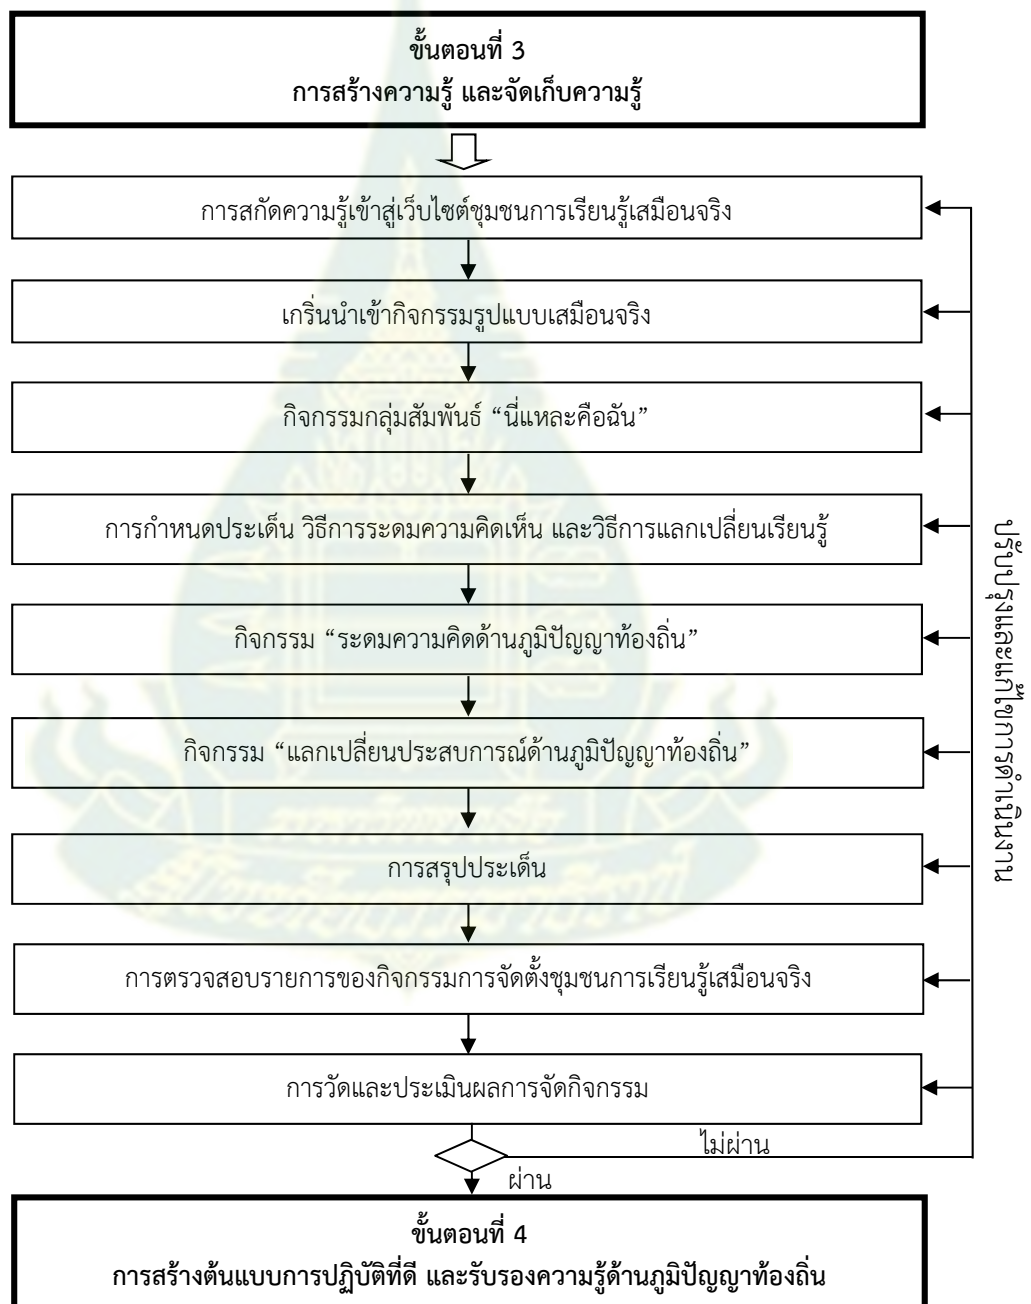 ขั้นตอนที่ 3
การสร้างความรู้ และจัดเก็บความรู้
การสกัดความรู้เข้าสู่เว็บไซต์ชุมชนการเรียนรู้เสมือนจริง
เกริ่นนำเข้ากิจกรรมรูปแบบเสมือนจริง
กิจกรรมกลุ่มสัมพันธ์ “นี่แหละคือฉัน”
การกำหนดประเด็น วิธีการระดมความคิดเห็น และวิธีการแลกเปลี่ยนเรียนรู้
กิจกรรม “ระดมความคิดด้านภูมิปัญญาท้องถิ่น”
กิจกรรม “แลกเปลี่ยนประสบการณ์ด้านภูมิปัญญาท้องถิ่น”
การสรุปประเด็น
การตรวจสอบรายการของกิจกรรมการจัดตั้งชุมชนการเรียนรู้เสมือนจริง
การวัดและประเมินผลการจัดกิจกรรม
ไม่ผ่าน
ผ่าน
ปรับปรุงและแก้ไขการดำเนินงาน
ขั้นตอนที่ 4
การสร้างต้นแบบการปฏิบัติที่ดี และรับรองความรู้ด้านภูมิปัญญาท้องถิ่น